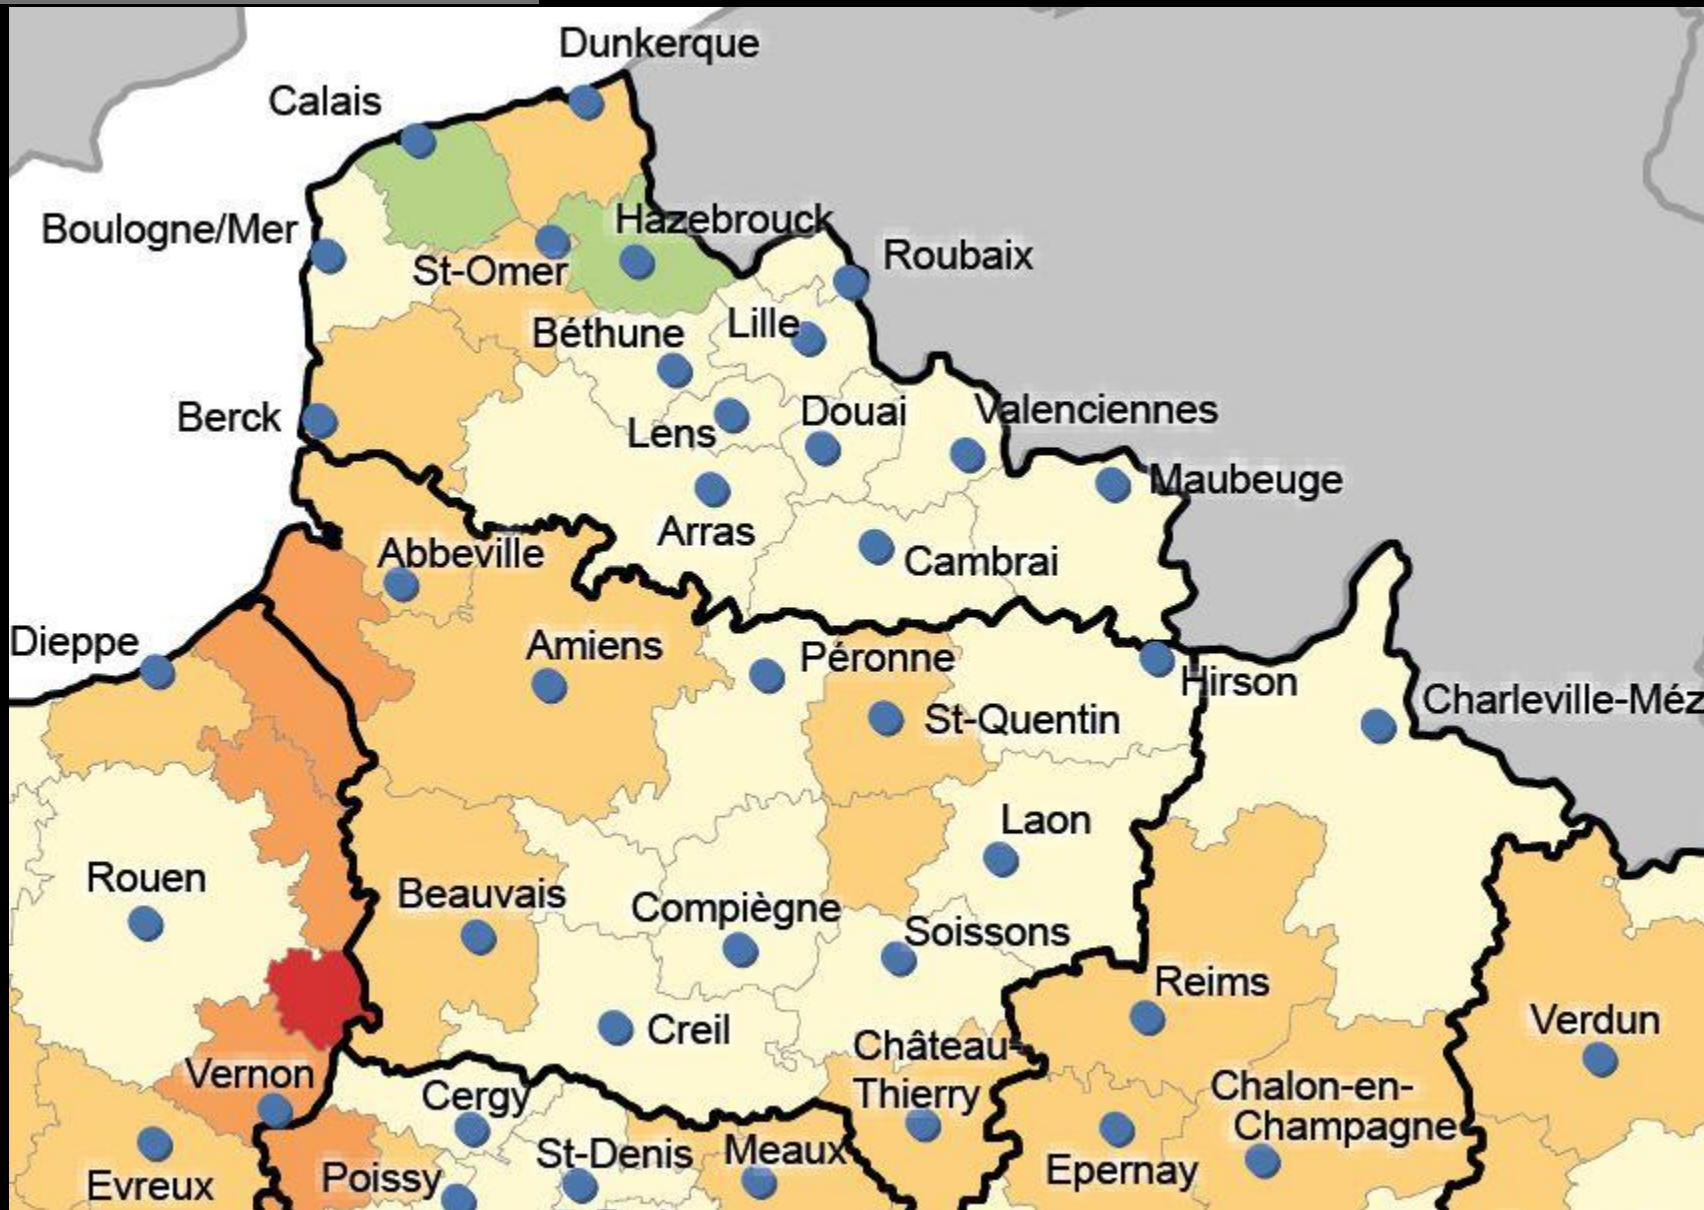 Dunkerque
Calais
Hazebrouck
Boulogne/Mer
Roubaix
St-Omer
Béthune
Lille
Berck
Douai
Valenciennes
Lens
Maubeuge
Arras
Abbeville
Cambrai
Dieppe
Amiens
Péronne
Hirson
Charleville-Méz
St-Quentin
Laon
Rouen
Beauvais
Compiègne
Soissons
Reims
Verdun
Creil
Château-
Thierry
Vernon
Cergy
Chalon-en-
Champagne
St-Denis
Meaux
Epernay
Poissy
Evreux